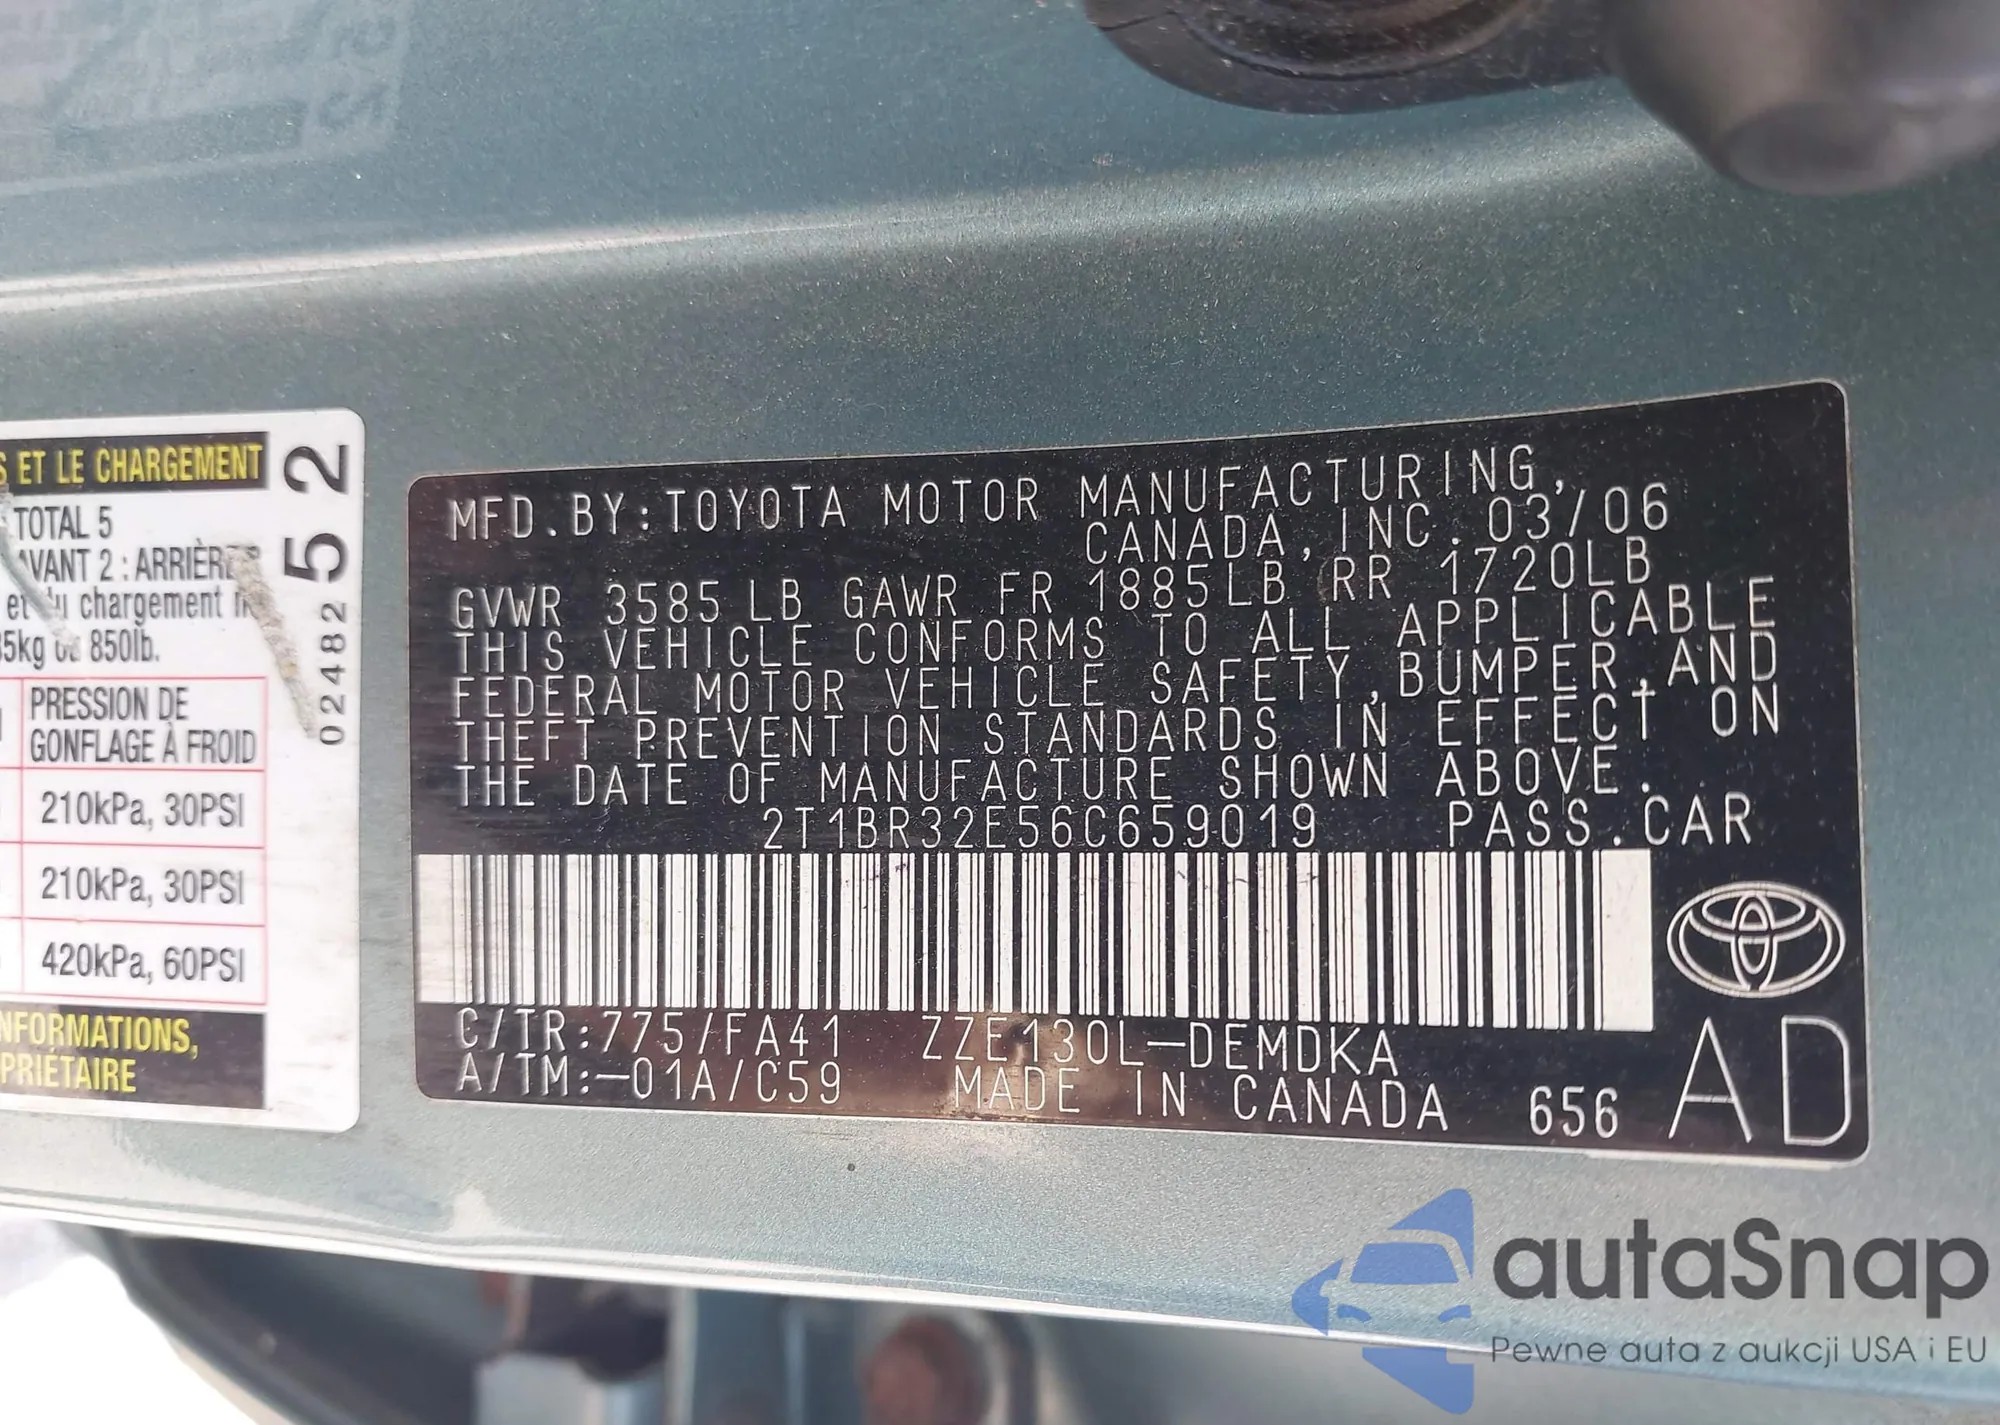 S ET LE CHARGEMENT
TOTAL 5
AVANT 2 : ARRIÈRE
et du chargement
35kg ou 850lb.
PRESSION DE
GONFLAGE À FROID
210kPa, 30PSI
210kPa, 30PSI
420kPa, 60PSI
NFORMATIONS,
PRIÉTAIRE
52
02482
MFD.BY:TOYOTA MOTOR MANUFACTURING,
CANADA,INC. 03/06
GVWR 3585LB GAWR FR 1885LB RR 1720LB
THIS VEHICLE CONFORMS TO ALL APPLICABLE
FEDERAL MOTOR VEHICLE SAFETY,BUMPER,AND
THEFT PREVENTION STANDARDS IN EFFECT ON
THE DATE OF MANUFACTURE SHOWN ABOVE.
2T1BR32E56C659019 PASS.CAR
C/TR:775/FA41 ZZE130L-DEMDKA
A/TM:-01A/C59 MADE IN CANADA 656 AD
autaSnap
Pewne auta z aukcji USA i EU